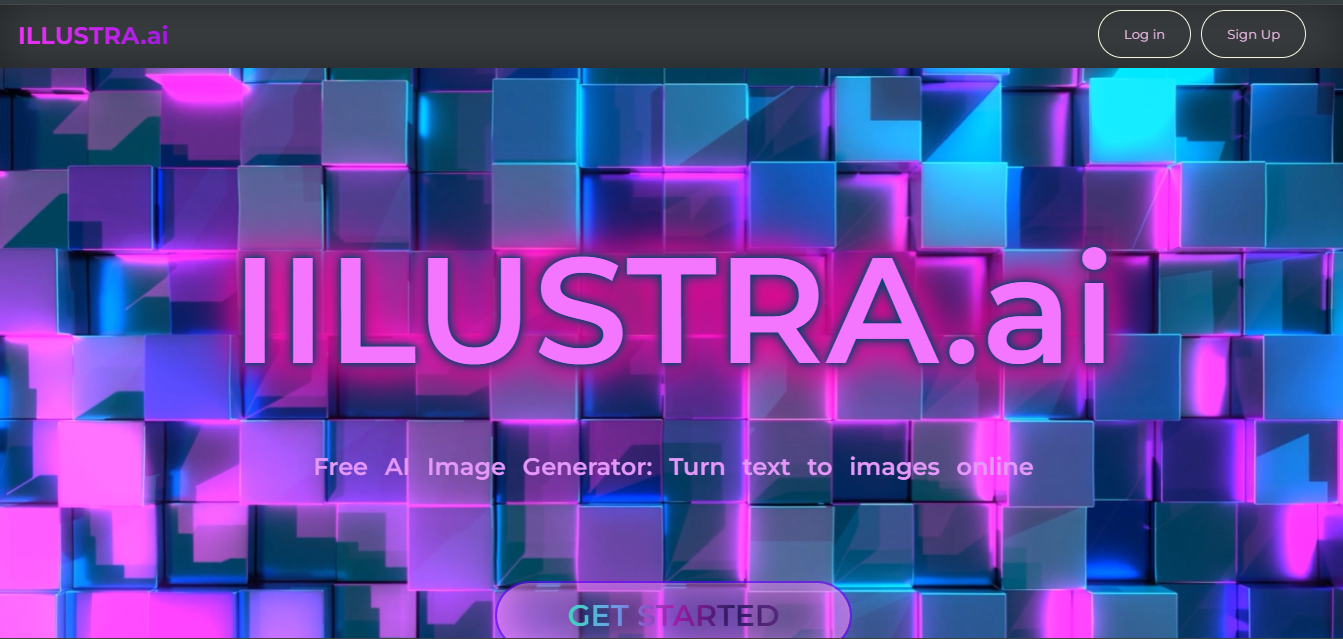 ILLUSTRA.ai
Log in
Sign Up
IILUSTRA.ai
Free AI Image Generator: Turn text to images online
GET STARTED